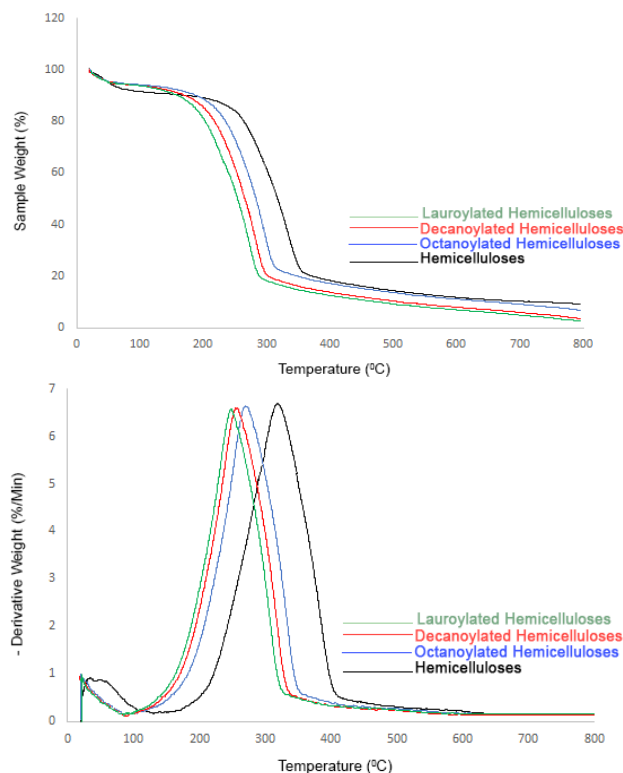 120
100
80
60
40
20
0
Sample Weight (%)
Lauroylated Hemicelluloses
Decanoylated Hemicelluloses
Octanoylated Hemicelluloses
Hemicelluloses
0 100 200 300 400 500 600 700 800
Temperature (⁰C)
7
6
5
4
3
2
1
0
- Derivative Weight (%/Min)
Lauroylated Hemicelluloses
Decanoylated Hemicelluloses
Octanoylated Hemicelluloses
Hemicelluloses
0 100 200 300 400 500 600 700 800
Temperature (⁰C)